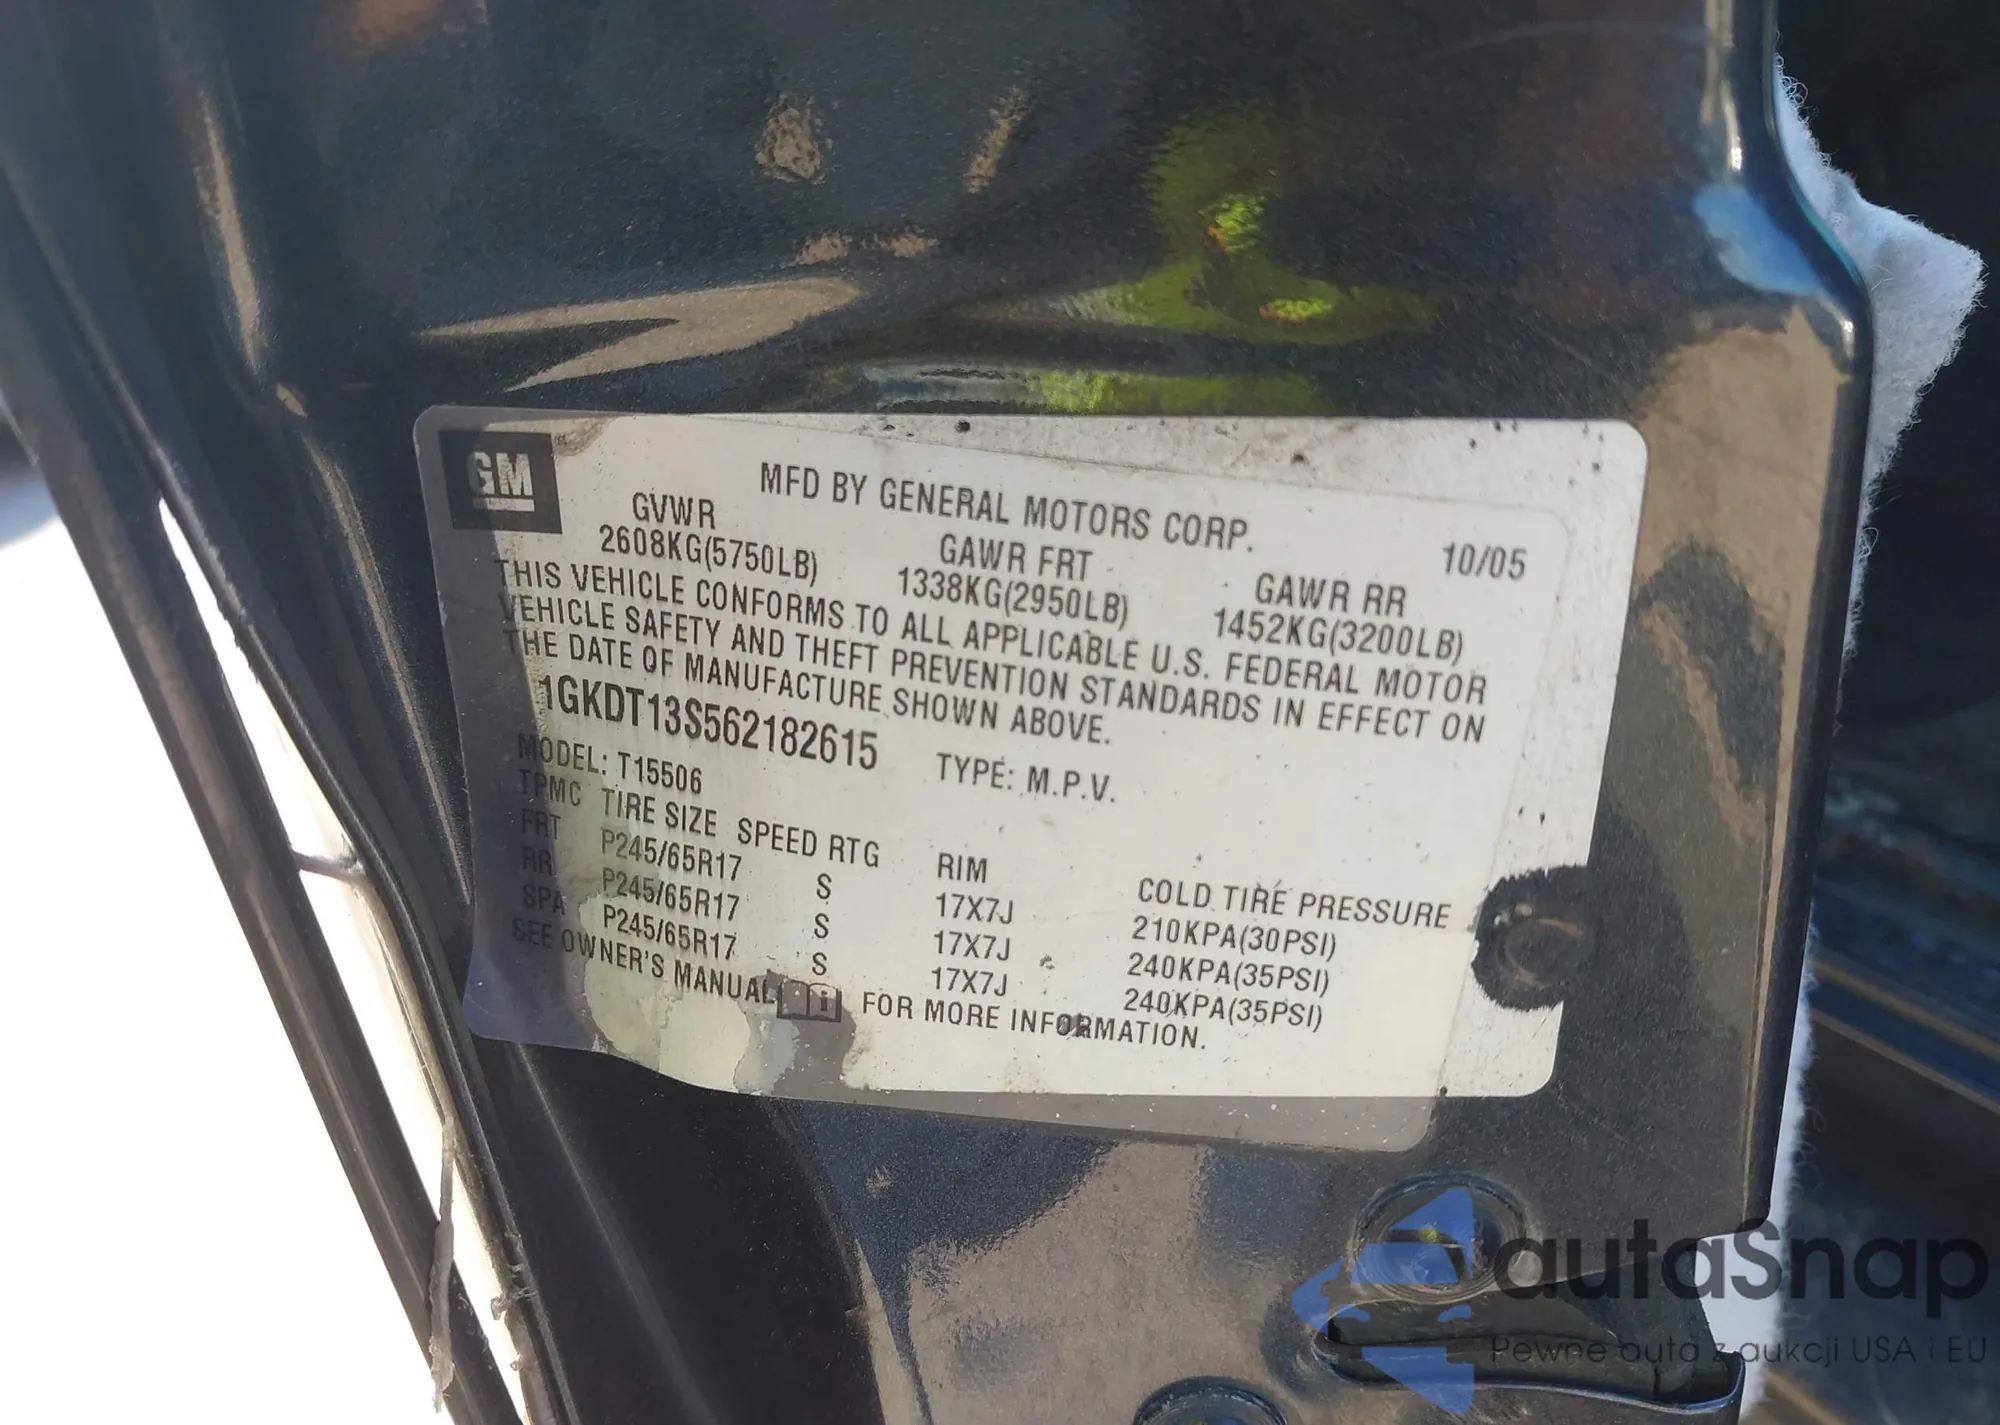 GM
MFD BY GENERAL MOTORS CORP.
10/05
GVWR GAWR FRT GAWR RR
2608KG(5750LB) 1338KG(2950LB) 1452KG(3200LB)
THIS VEHICLE CONFORMS TO ALL APPLICABLE U.S. FEDERAL MOTOR
VEHICLE SAFETY AND THEFT PREVENTION STANDARDS IN EFFECT ON
THE DATE OF MANUFACTURE SHOWN ABOVE.
1GKDT13S562182615 TYPE: M.P.V.
MODEL: T15506
TPMC TIRE SIZE SPEED RTG RIM COLD TIRE PRESSURE
FRT P245/65R17 S 17X7J 210KPA(30PSI)
RR P245/65R17 S 17X7J 240KPA(35PSI)
SPA P245/65R17 S 17X7J 240KPA(35PSI)
SEE OWNER'S MANUAL i FOR MORE INFORMATION.
autaSnap
Pewne auta z aukcji USA i EU